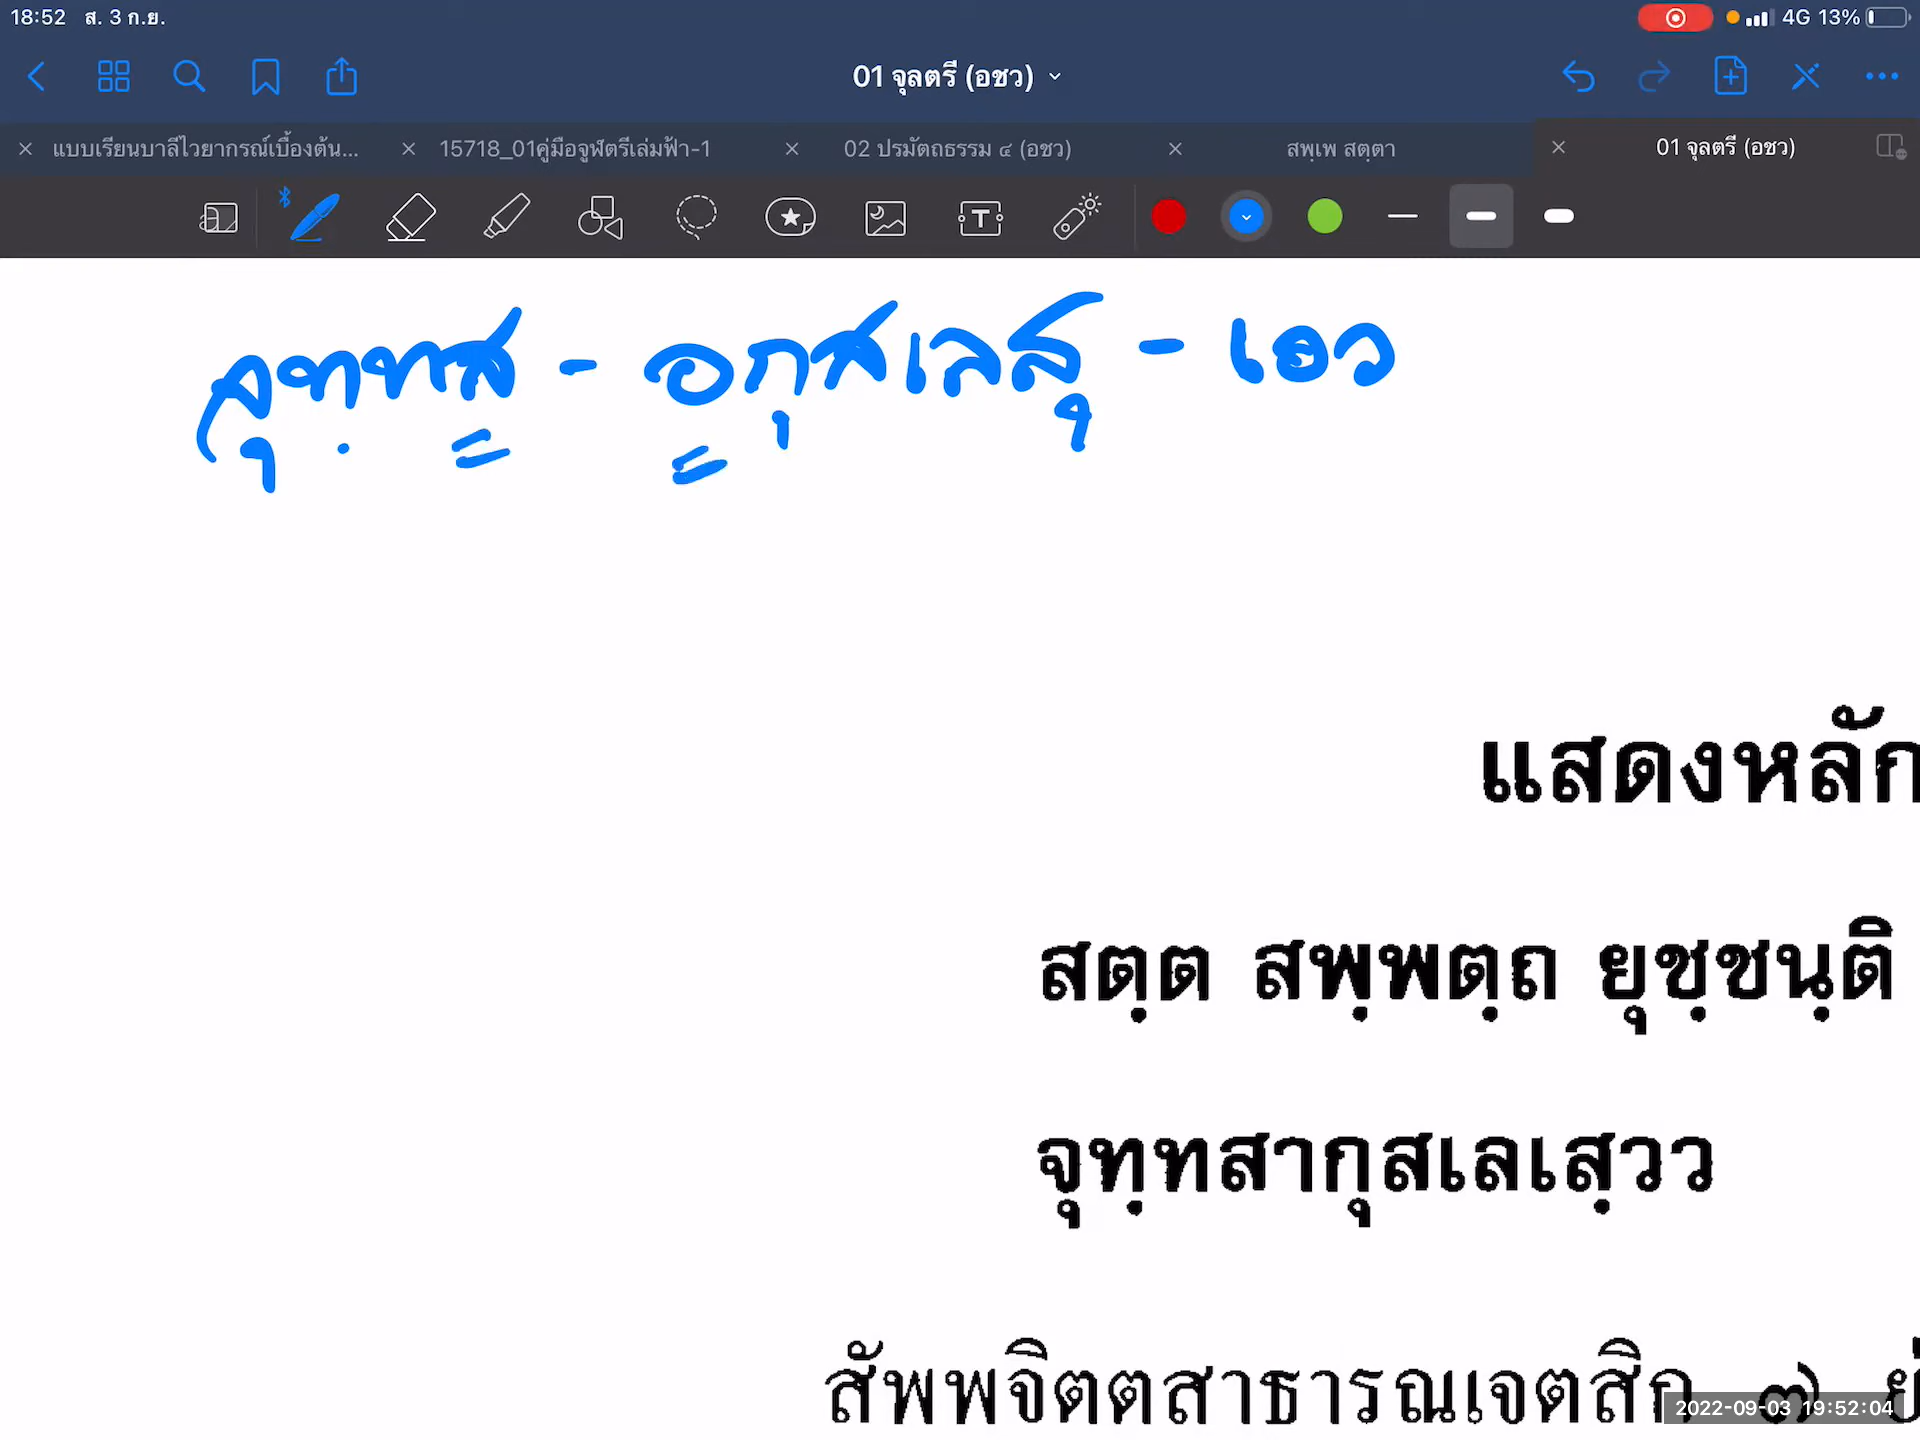 18:52 ส. 3 ก.ย. 4G 13%
01 จุลตรี (อชว)
แบบเรียนบาลีไวยากรณ์เบื้องต้น... 15718_01คู่มือจูฬตรีเล่มฟ้า-1 02 ปรมัตถธรรม ๔ (อชว) สพฺเพ สตฺตา 01 จุลตรี (อชว)
จุทฺทส - อกุสเลสุ - เอว
แสดงหลัก
สตฺต สพฺพตฺถ ยุชฺชนฺติ
จุทฺทสากุสเลเสฺวว
สัพพจิตตสาธารณเจตสิก ๗
2022-09-03 19:52:04